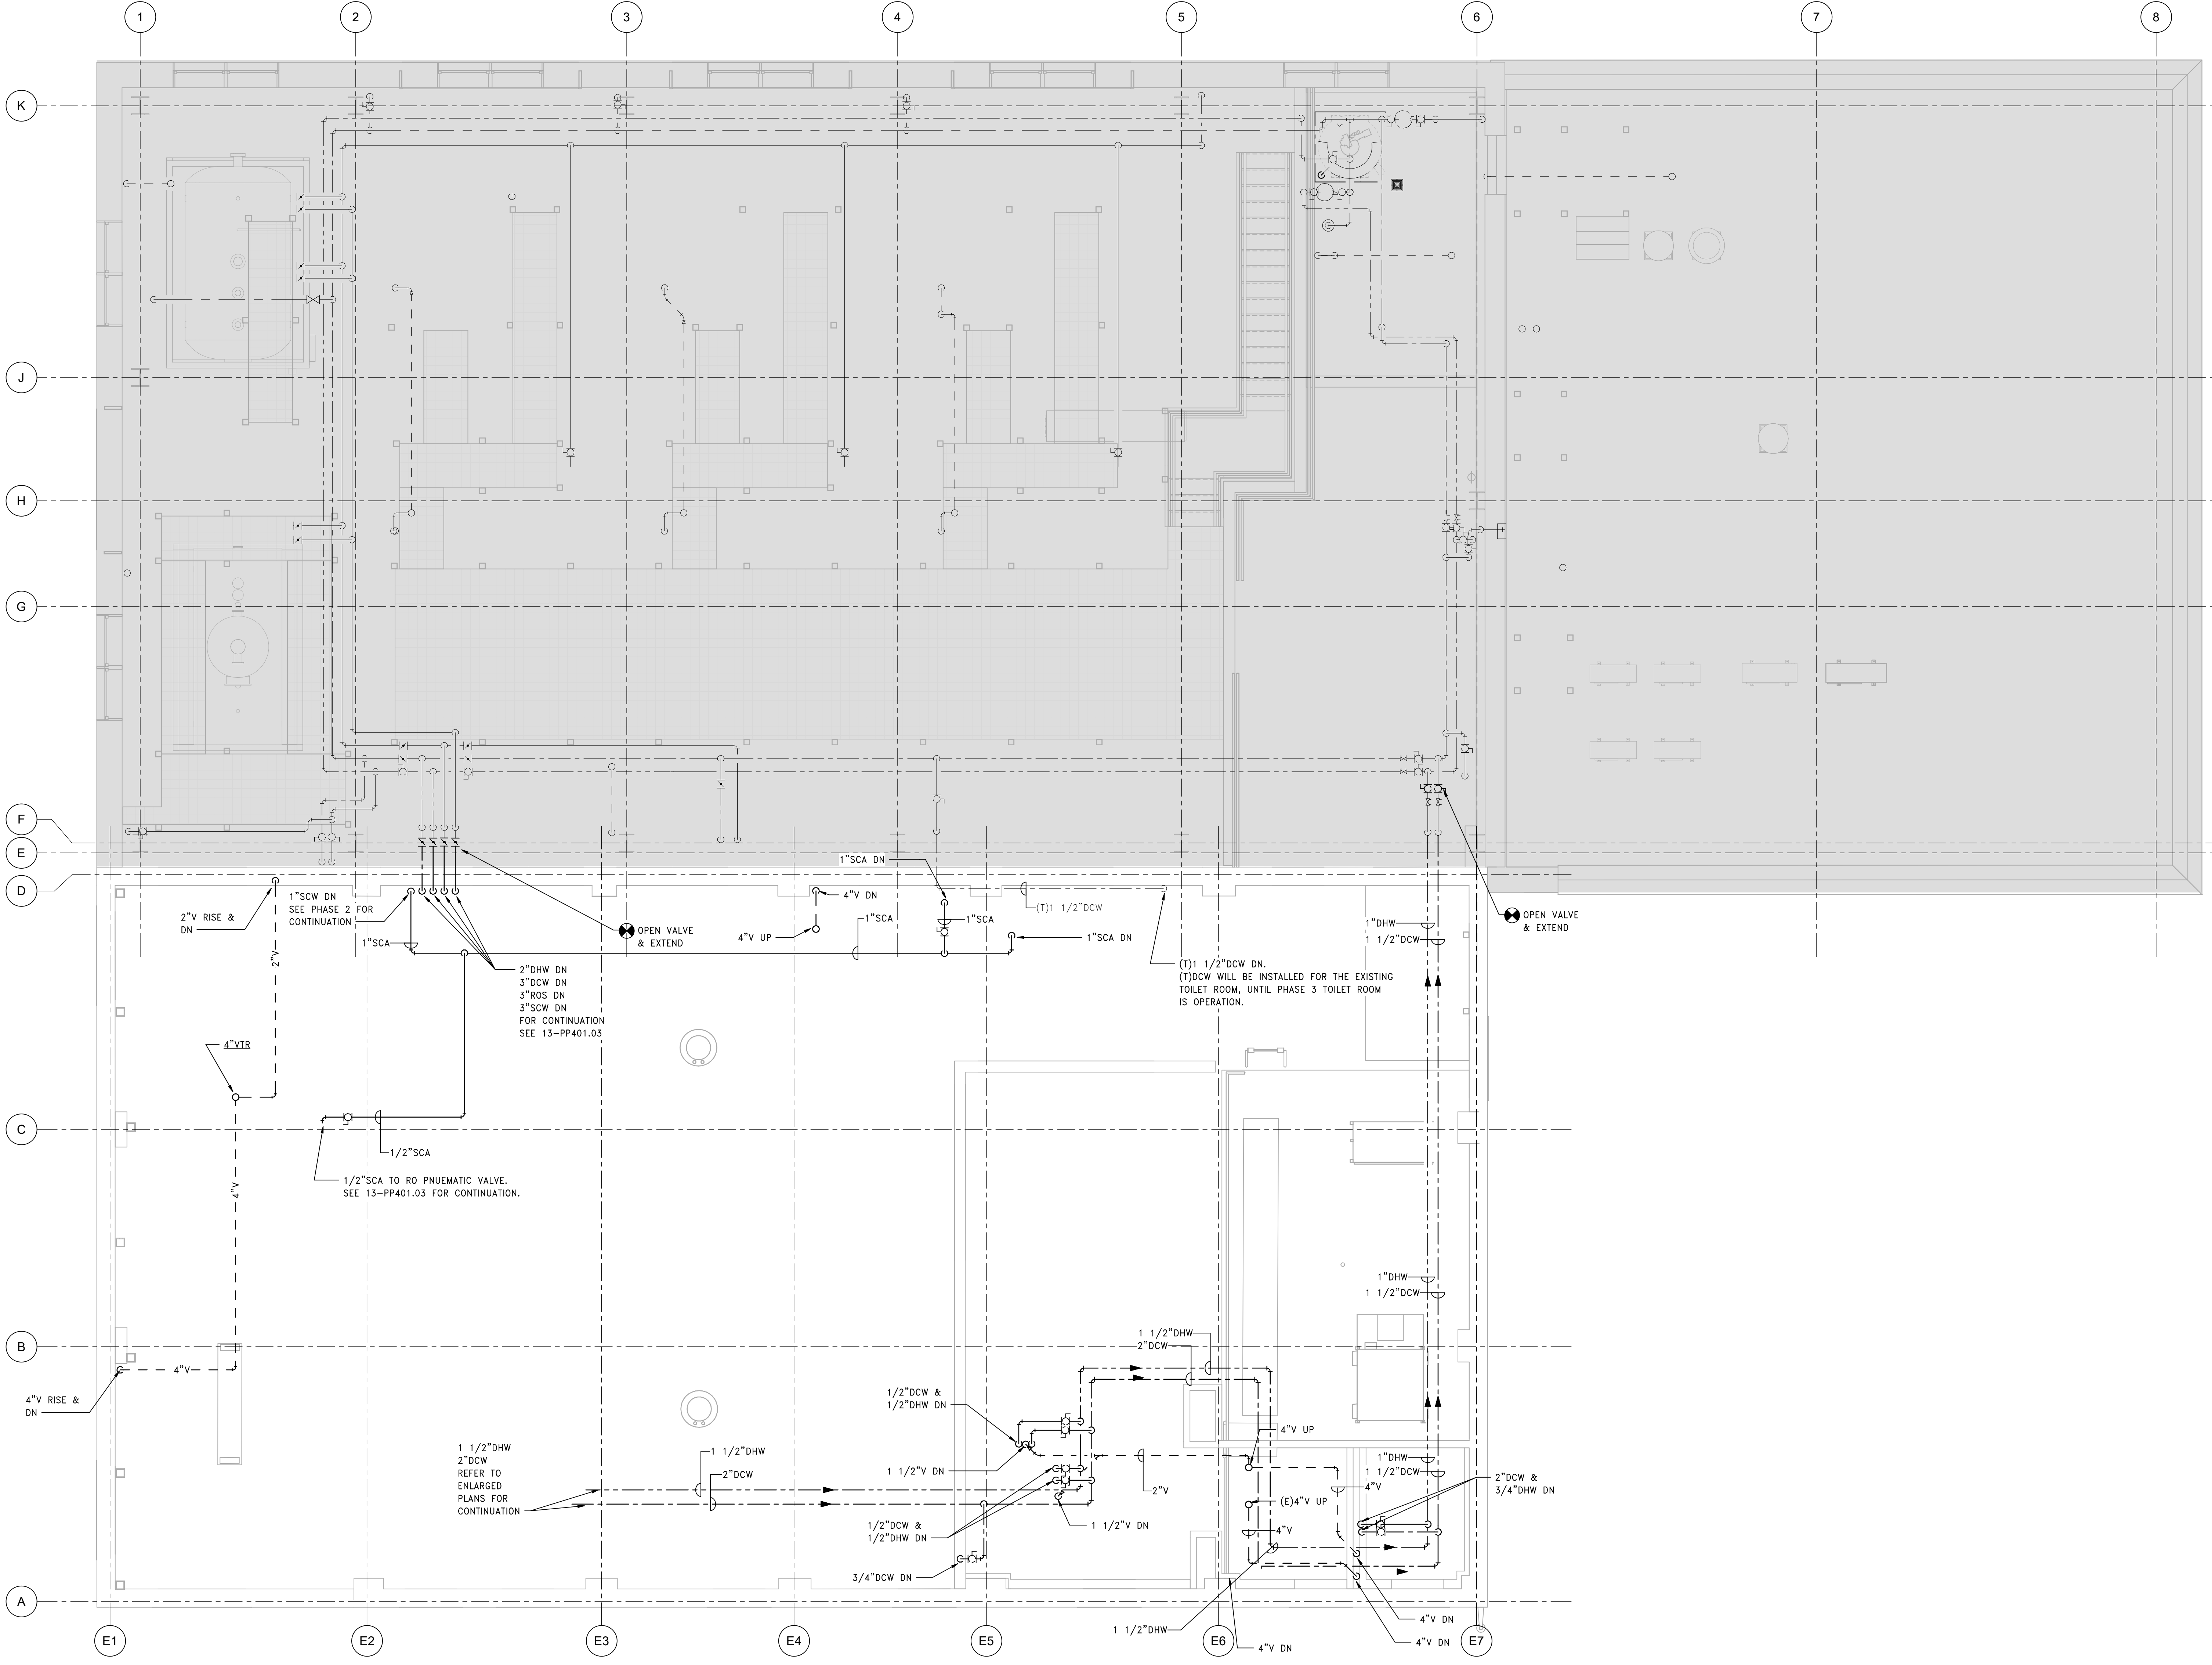 1
2
3
4
5
6
7
8
K
J
H
G
F
E
D
C
B
A
1"SCA DN
1"SCW DN
SEE PHASE 2 FOR
CONTINUATION
2"V RISE &
DN
2"V
1"SCA
OPEN VALVE
& EXTEND
4"V DN
4"V UP
1"SCA
1"SCA
(T)1 1/2"DCW
1"SCA DN
1"DHW
1 1/2"DCW
OPEN VALVE
& EXTEND
2"DHW DN
3"DCW DN
3"ROS DN
3"SCW DN
FOR CONTINUATION
SEE 13-PP401.03
(T)1 1/2"DCW DN.
(T)DCW WILL BE INSTALLED FOR THE EXISTING
TOILET ROOM, UNTIL PHASE 3 TOILET ROOM
IS OPERATION.
4"VTR
4"V
1/2"SCA
1/2"SCA TO RO PNUEMATIC VALVE.
SEE 13-PP401.03 FOR CONTINUATION.
1"DHW
1 1/2"DCW
1 1/2"DHW
2"DCW
4"V
4"V RISE &
DN
1/2"DCW &
1/2"DHW DN
4"V UP
1 1/2"DHW
2"DCW
REFER TO
ENLARGED
PLANS FOR
CONTINUATION
1 1/2"DHW
2"DCW
1 1/2"V DN
2"V
1"DHW
1 1/2"DCW
4"V
2"DCW &
3/4"DHW DN
(E)4"V UP
1/2"DCW &
1/2"DHW DN
1 1/2"V DN
4"V
3/4"DCW DN
4"V DN
1 1/2"DHW
4"V DN
4"V DN
E1
E2
E3
E4
E5
E6
E7